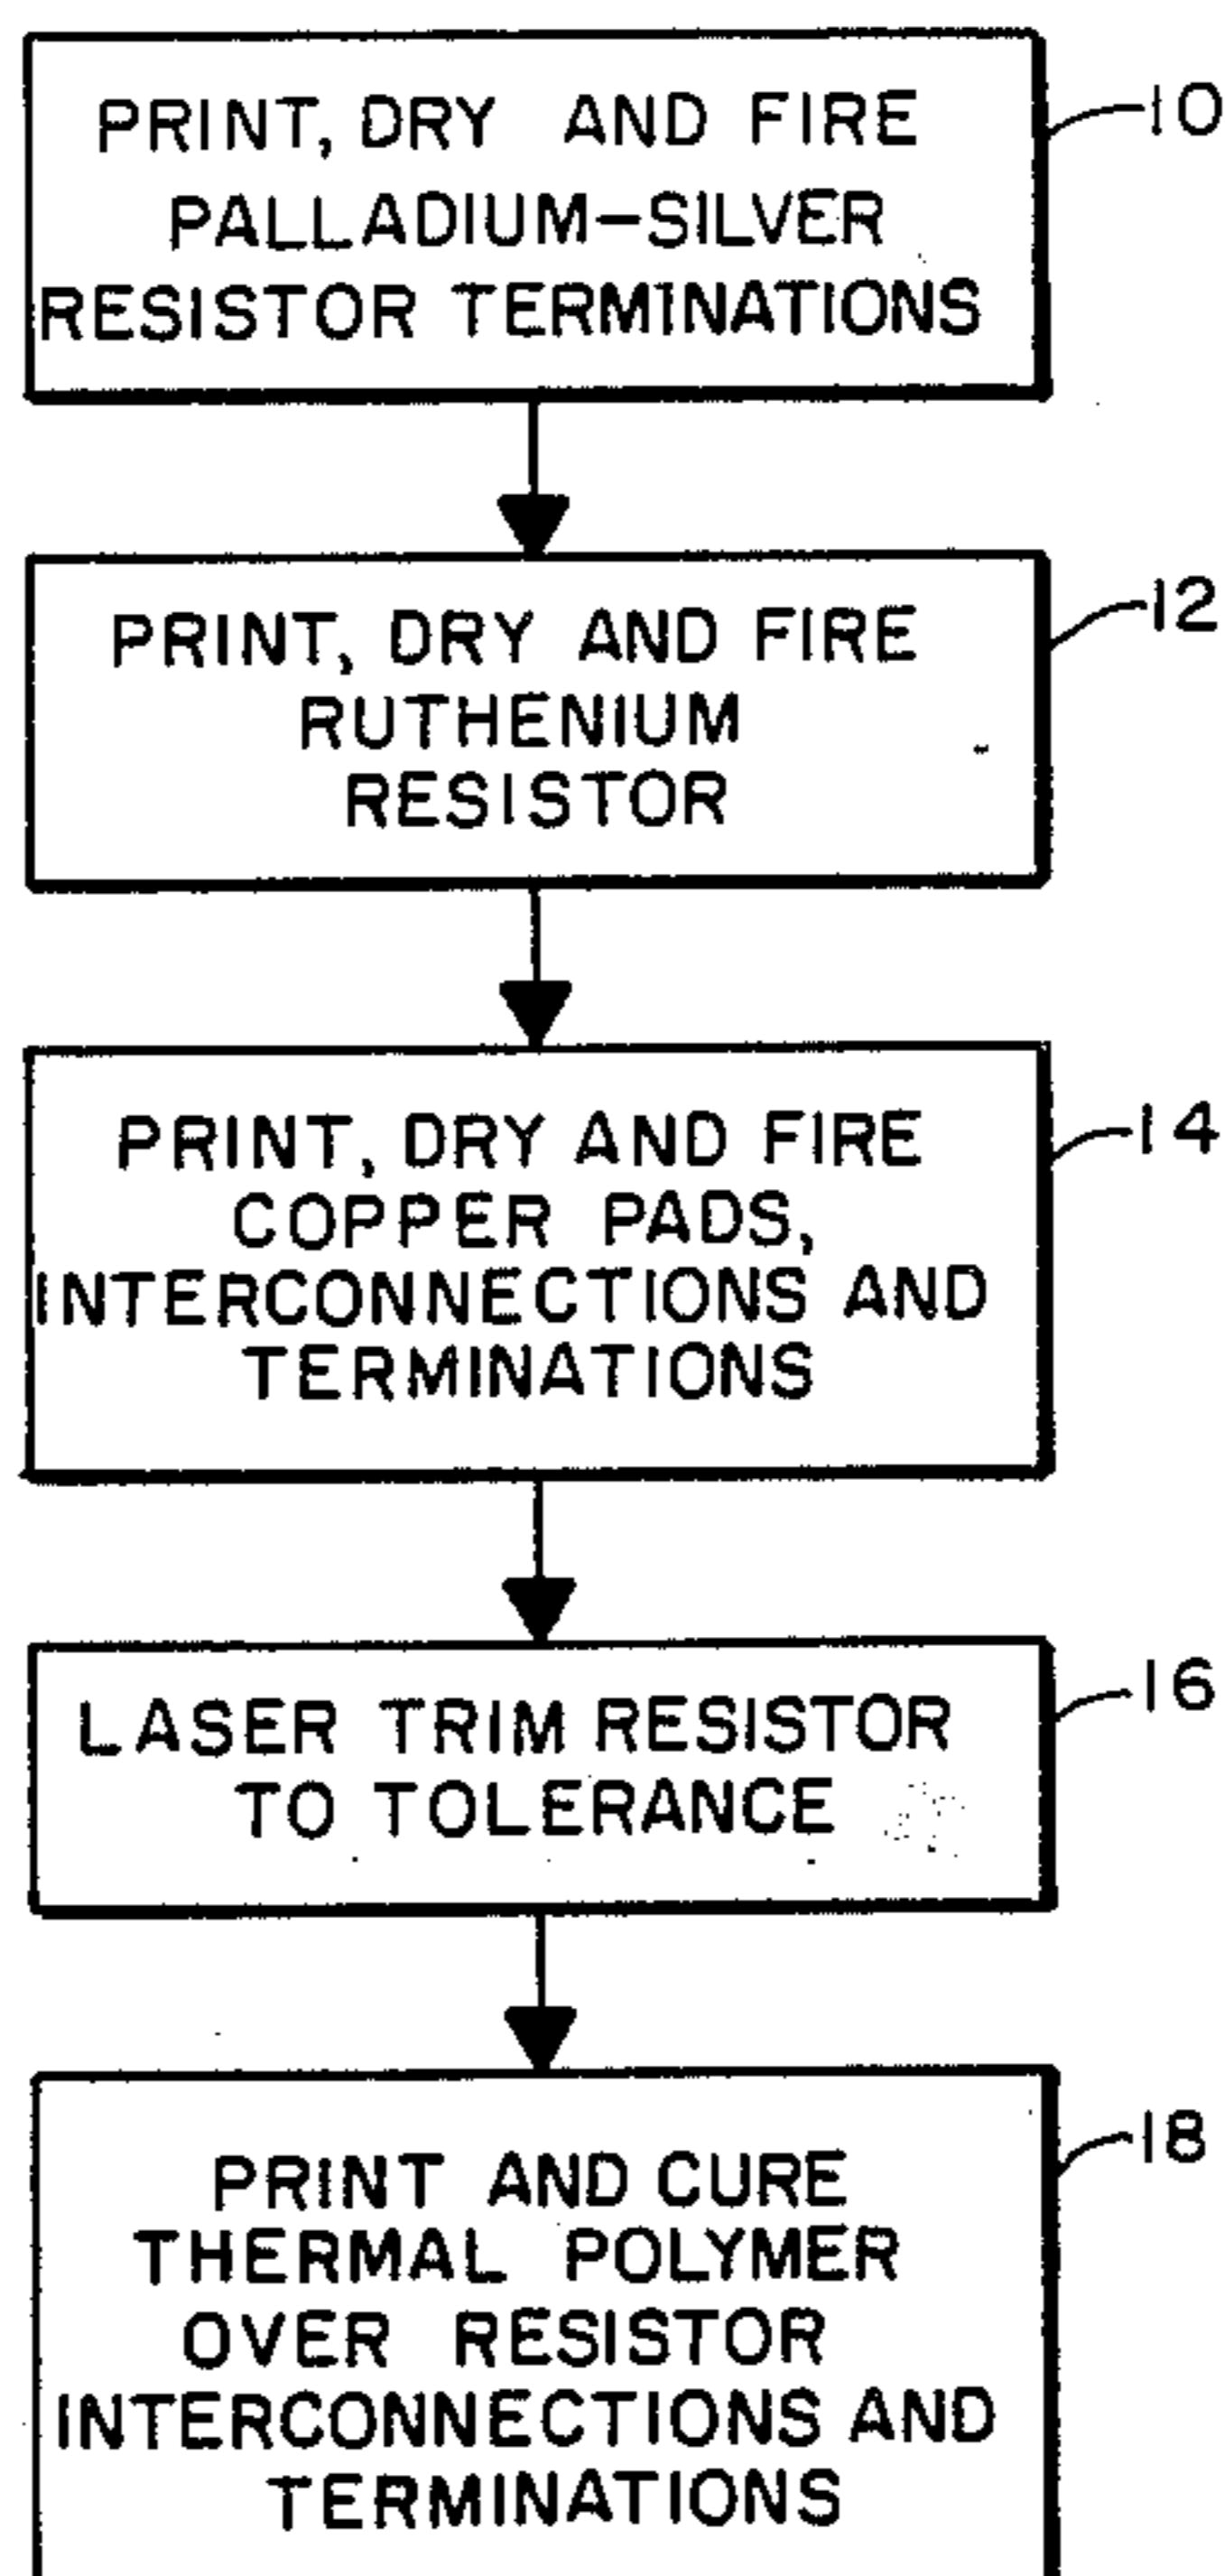 PRINT, DRY AND FIRE
PALLADIUM-SILVER
RESISTOR TERMINATIONS
10
PRINT, DRY AND FIRE
RUTHENIUM
RESISTOR
12
PRINT, DRY AND FIRE
COPPER PADS,
INTERCONNECTIONS AND
TERMINATIONS
14
LASER TRIM RESISTOR
TO TOLERANCE
16
PRINT AND CURE
THERMAL POLYMER
OVER RESISTOR
INTERCONNECTIONS AND
TERMINATIONS
18